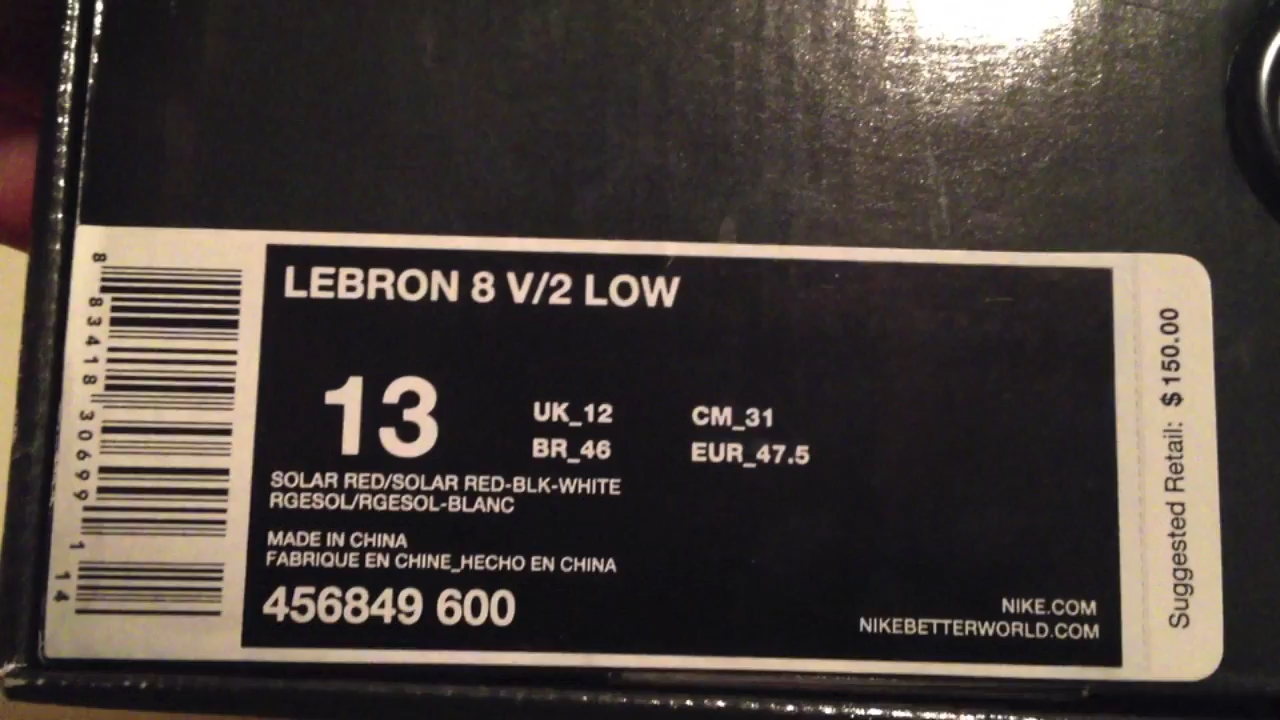 LEBRON 8 V/2 LOW
13
UK_12 CM_31
BR_46 EUR_47.5
SOLAR RED/SOLAR RED-BLK-WHITE
RGESOL/RGESOL-BLANC
MADE IN CHINA
FABRIQUE EN CHINE_HECHO EN CHINA
456849 600
NIKE.COM
NIKEBETTERWORLD.COM
8 83418 30699 1 14
Suggested Retail: $150.00